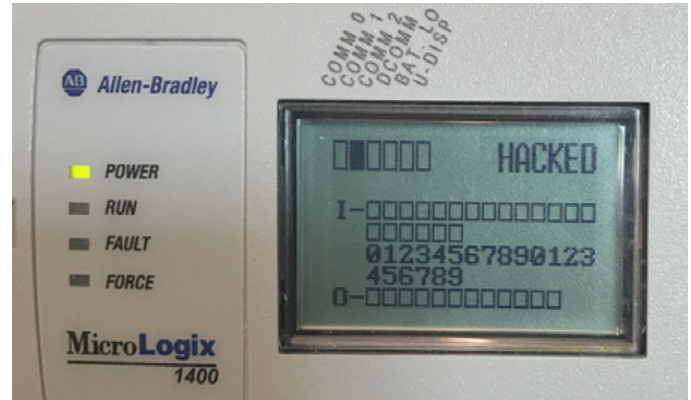 COMM 0
COMM 1
COMM 2
DCOMM
BAT. LO
U-DISP
AB Allen-Bradley
POWER
RUN
FAULT
FORCE
MicroLogix
1400
HACKED
I-
01234567890123
456789
O-